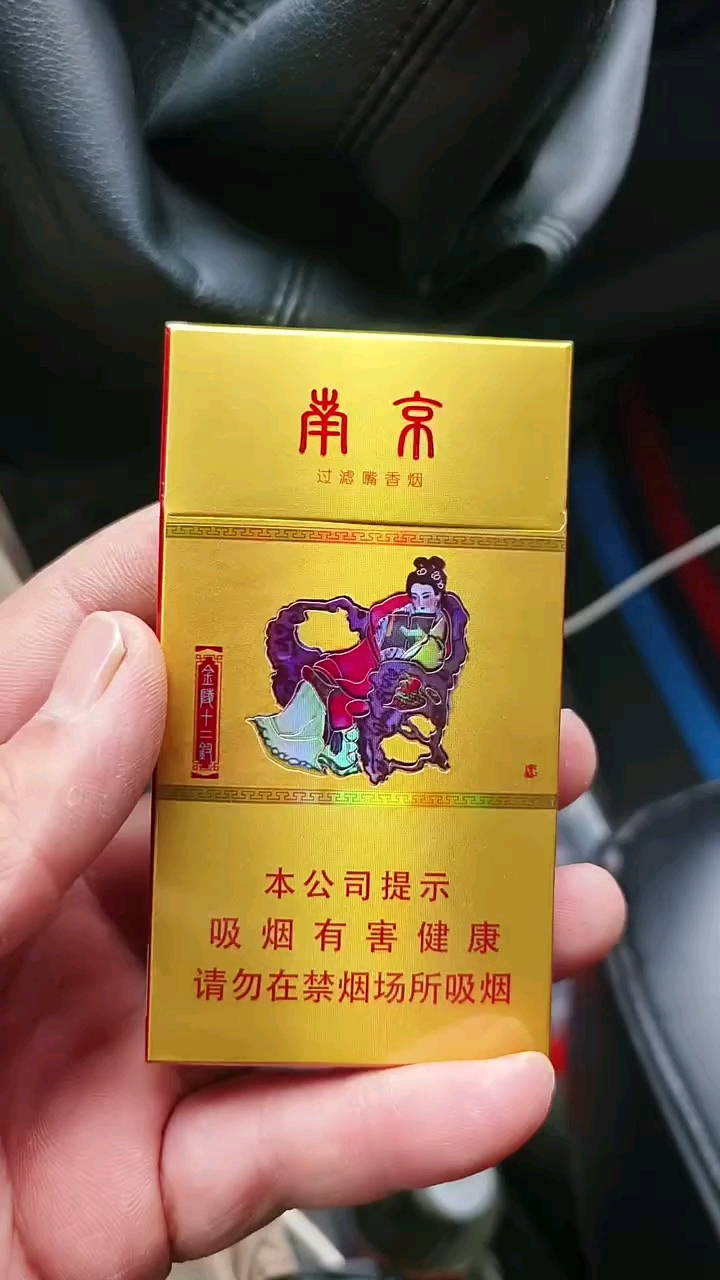 南京
过滤嘴香烟
金陵十二钗
本公司提示
吸烟有害健康
请勿在禁烟场所吸烟